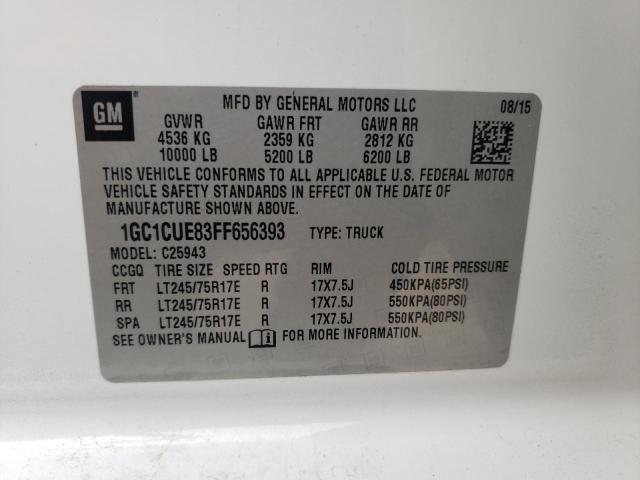 GM
MFD BY GENERAL MOTORS LLC 08/15
GVWR GAWR FRT GAWR RR
4536 KG 2359 KG 2812 KG
10000 LB 5200 LB 6200 LB
THIS VEHICLE CONFORMS TO ALL APPLICABLE U.S. FEDERAL MOTOR
VEHICLE SAFETY STANDARDS IN EFFECT ON THE DATE OF
MANUFACTURE SHOWN ABOVE.
1GC1CUE83FF656393 TYPE: TRUCK
MODEL: C25943
CCGQ TIRE SIZE SPEED RTG RIM COLD TIRE PRESSURE
FRT LT245/75R17E R 17X7.5J 450KPA(65PSI)
RR LT245/75R17E R 17X7.5J 550KPA(80PSI)
SPA LT245/75R17E R 17X7.5J 550KPA(80PSI)
SEE OWNER'S MANUAL FOR MORE INFORMATION.